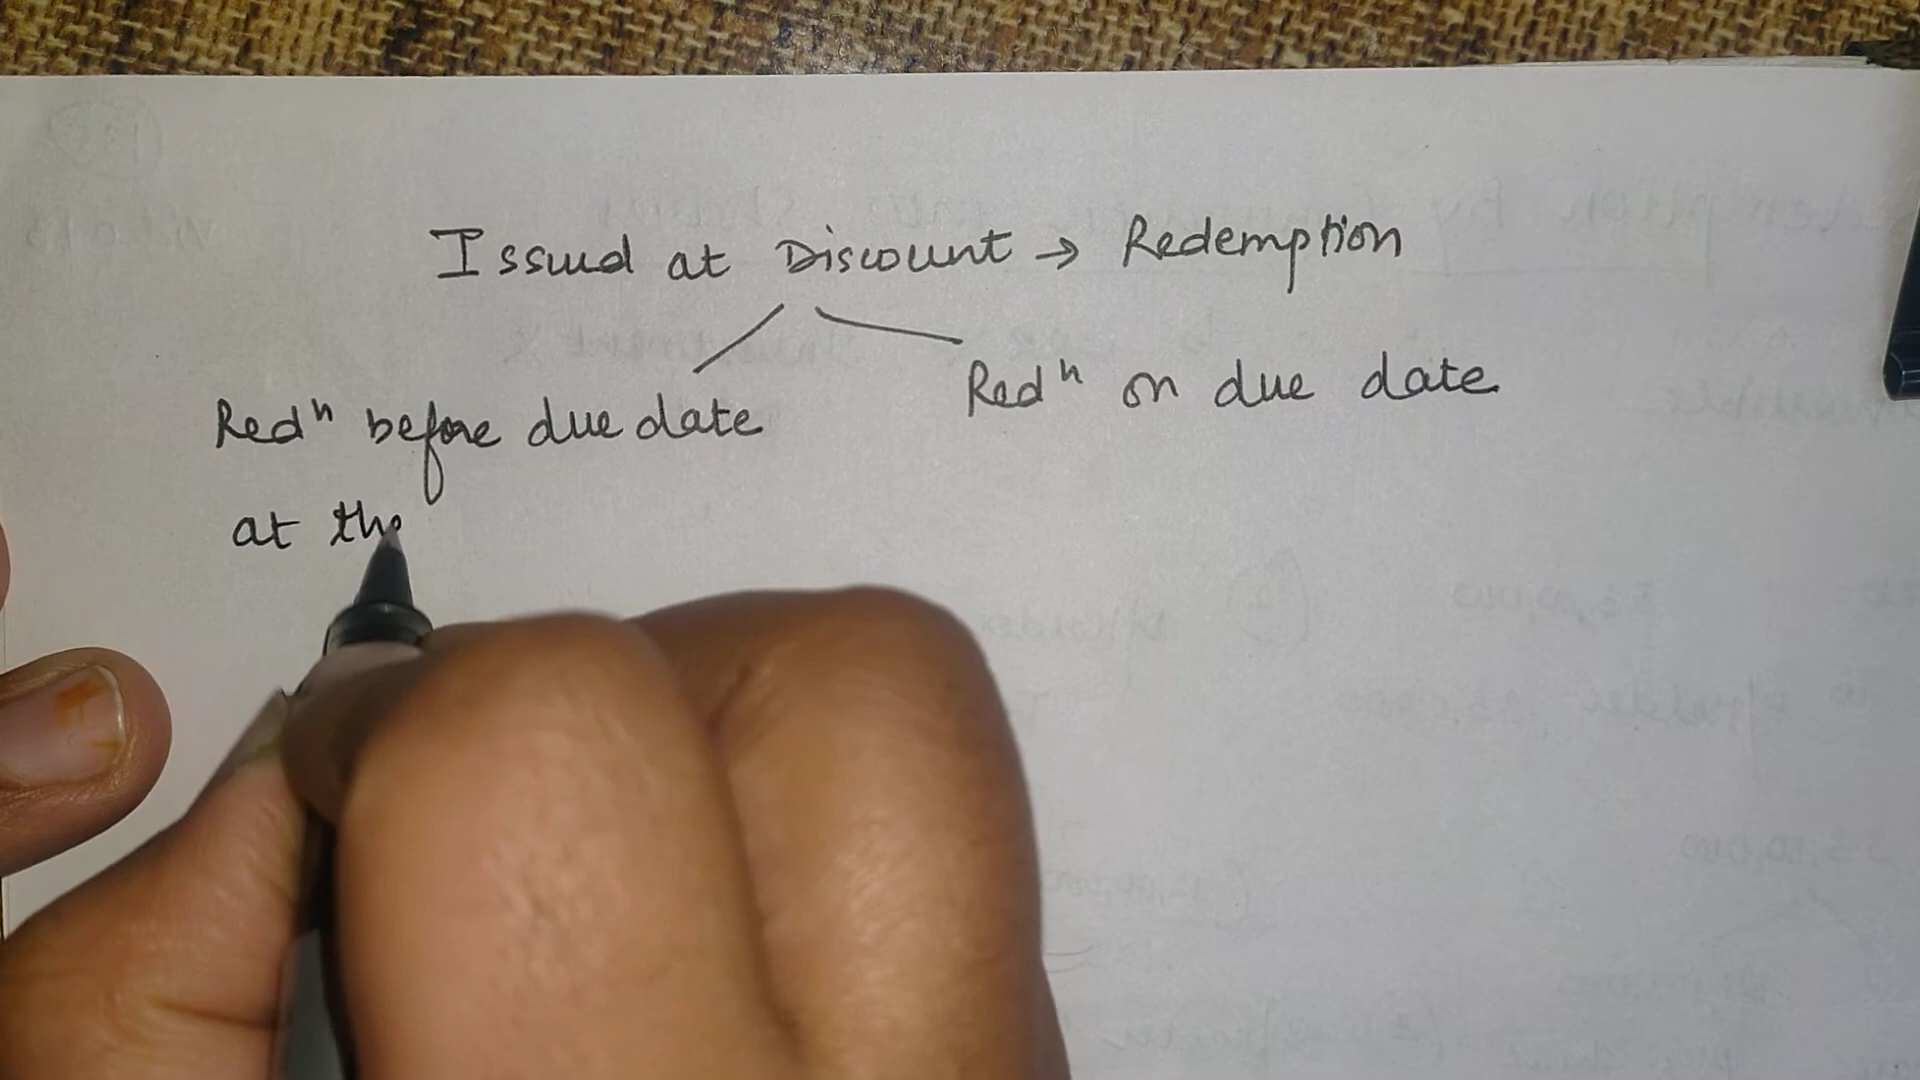 Issued at Discount → Redemption
Redⁿ before due date
Redⁿ on due date
at the